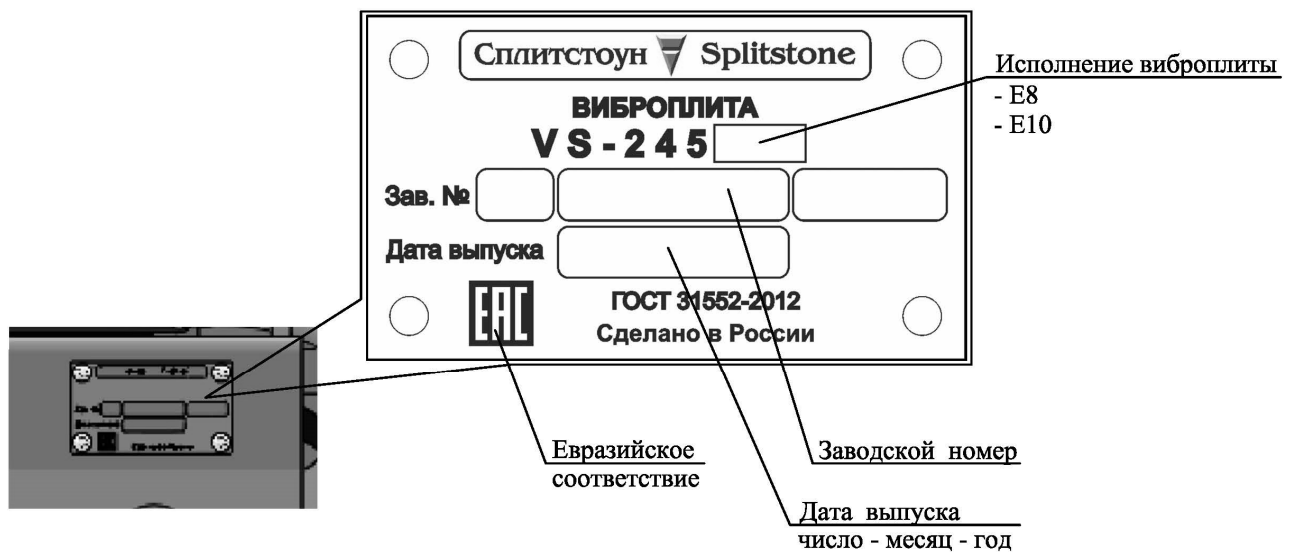 Сплитстоун Splitstone
ВИБРОПЛИТА
VS-245
Зав. №
Дата выпуска
ЕАС
ГОСТ 31552-2012
Сделано в России
Исполнение виброплиты
- E8
- E10
Евразийское
соответствие
Заводской номер
Дата выпуска
число - месяц - год